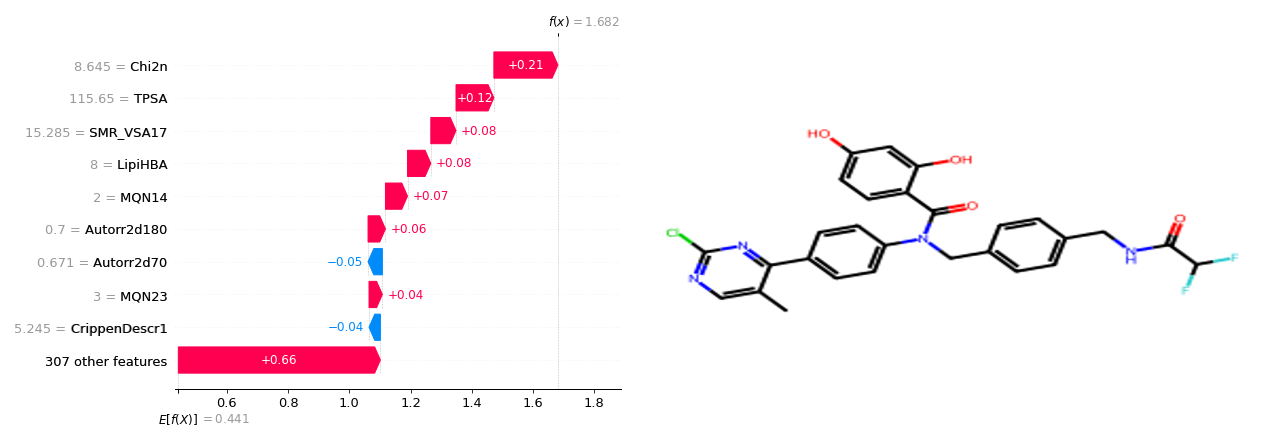 f(x) = 1.682
8.645 = Chi2n
+0.21
115.65 = TPSA
+0.12
15.285 = SMR_VSA17
+0.08
8 = LipiHBA
+0.08
2 = MQN14
+0.07
0.7 = Autorr2d180
+0.06
0.671 = Autorr2d70
−0.05
3 = MQN23
+0.04
5.245 = CrippenDescr1
−0.04
307 other features
+0.66
0.6 0.8 1.0 1.2 1.4 1.6 1.8
E[f(X)] = 0.441
HO
OH
O
Cl
N
N
N
N
H
O
F
F